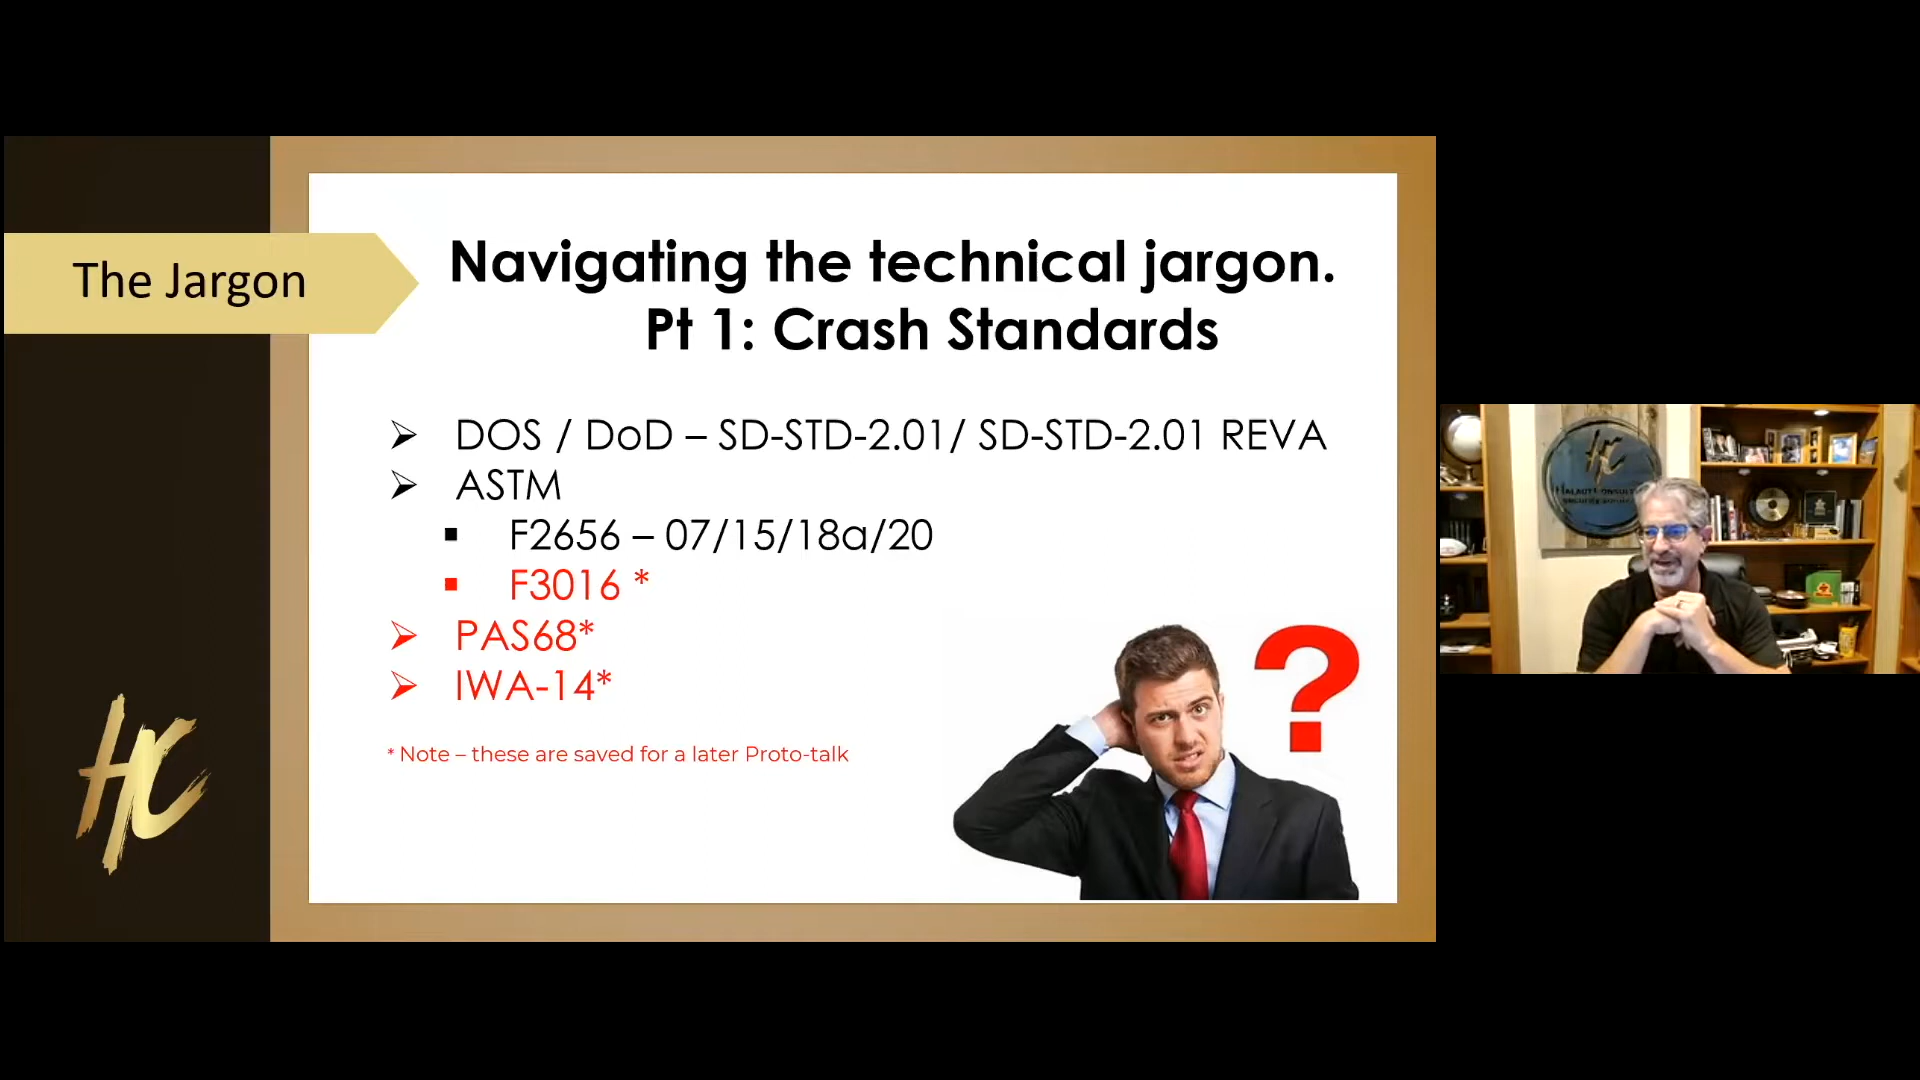 The Jargon
Navigating the technical jargon.
Pt 1: Crash Standards
DOS / DoD – SD-STD-2.01/ SD-STD-2.01 REVA
ASTM
F2656 – 07/15/18a/20
F3016 *
PAS68*
IWA-14*
* Note – these are saved for a later Proto-talk
?
HC
HC